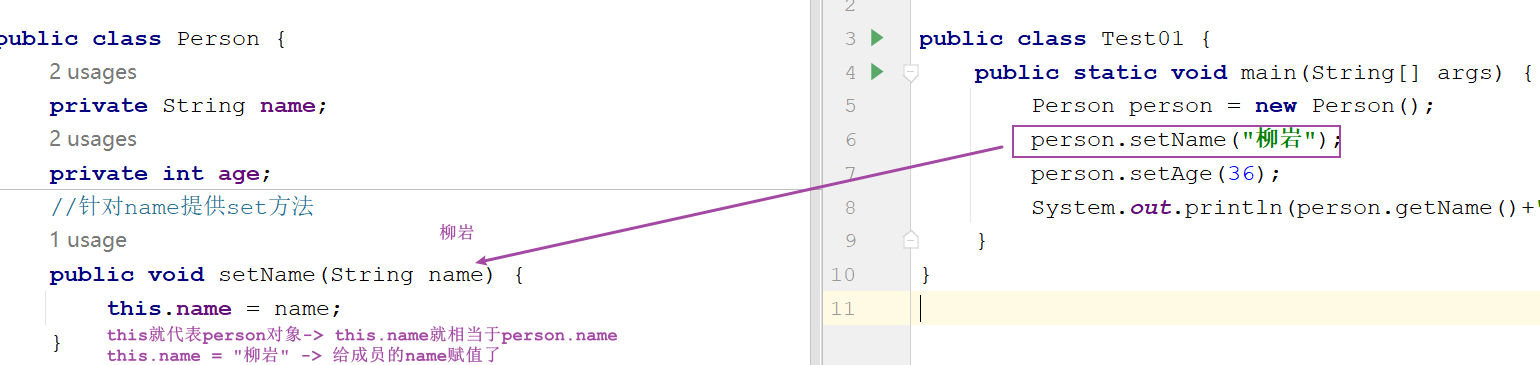 public class Person {
2 usages
private String name;
2 usages
private int age;
//针对name提供set方法
1 usage
柳岩
public void setName(String name) {
this.name = name;
this就代表person对象-> this.name就相当于person.name
}
this.name = "柳岩" -> 给成员的name赋值了
2
3 public class Test01 {
4 public static void main(String[] args) {
5 Person person = new Person();
6 person.setName("柳岩");
7 person.setAge(36);
8 System.out.println(person.getName()+"
9 }
10 }
11